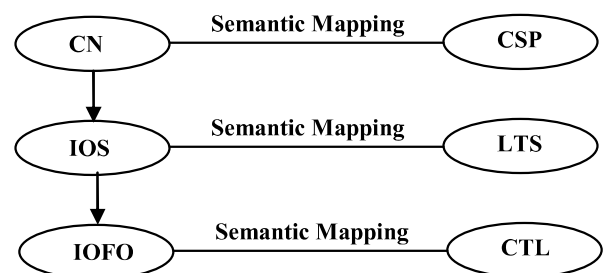 CN Semantic Mapping CSP
IOS Semantic Mapping LTS
IOFO Semantic Mapping CTL